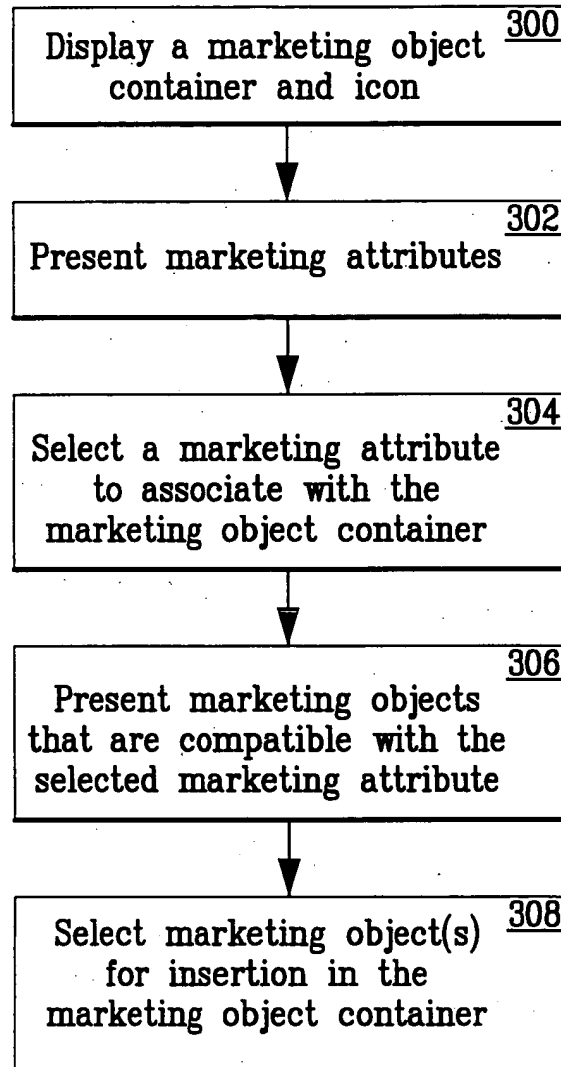 300
Display a marketing object
container and icon
302
Present marketing attributes
304
Select a marketing attribute
to associate with the
marketing object container
306
Present marketing objects
that are compatible with the
selected marketing attribute
308
Select marketing object(s)
for insertion in the
marketing object container